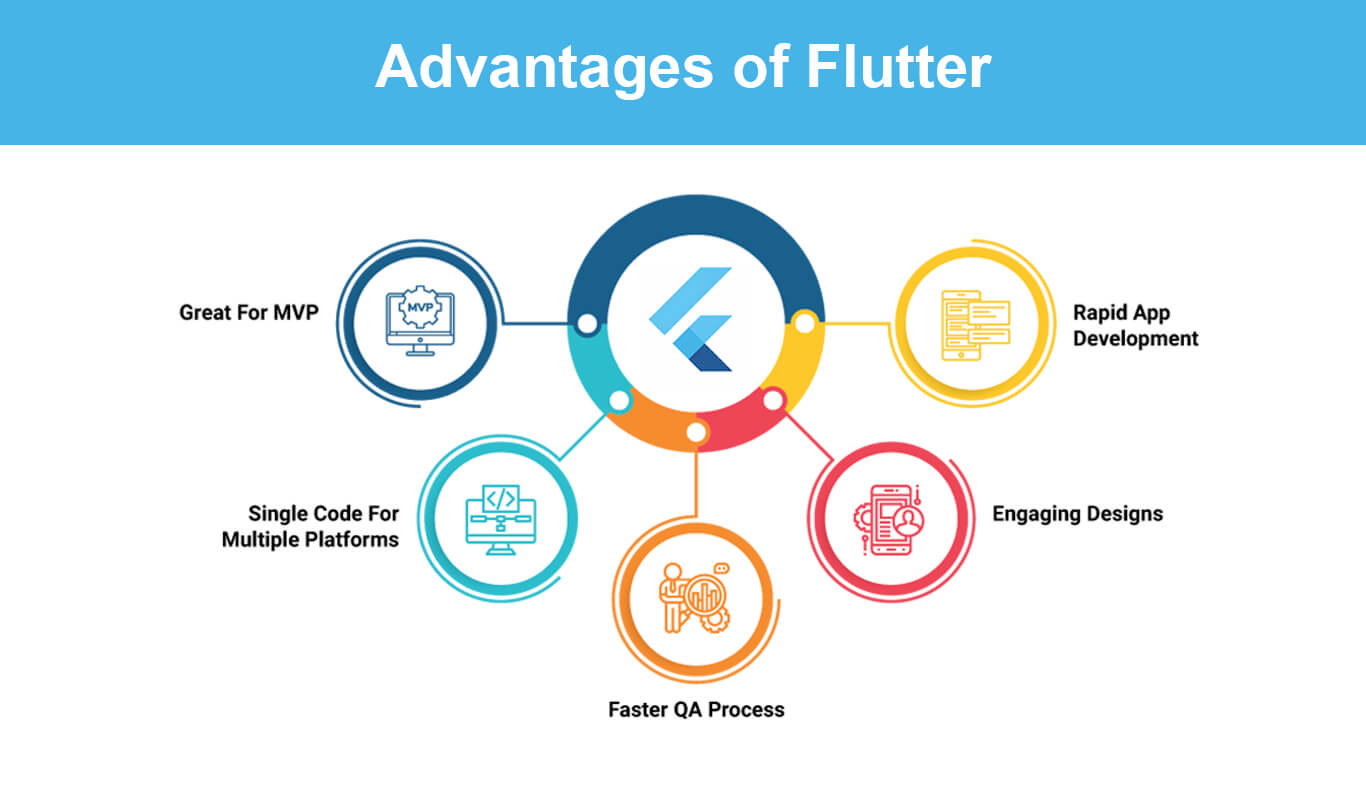 Advantages of Flutter
Great For MVP
MVP
Rapid App
Development
Single Code For
Multiple Platforms
</>
Engaging Designs
Faster QA Process